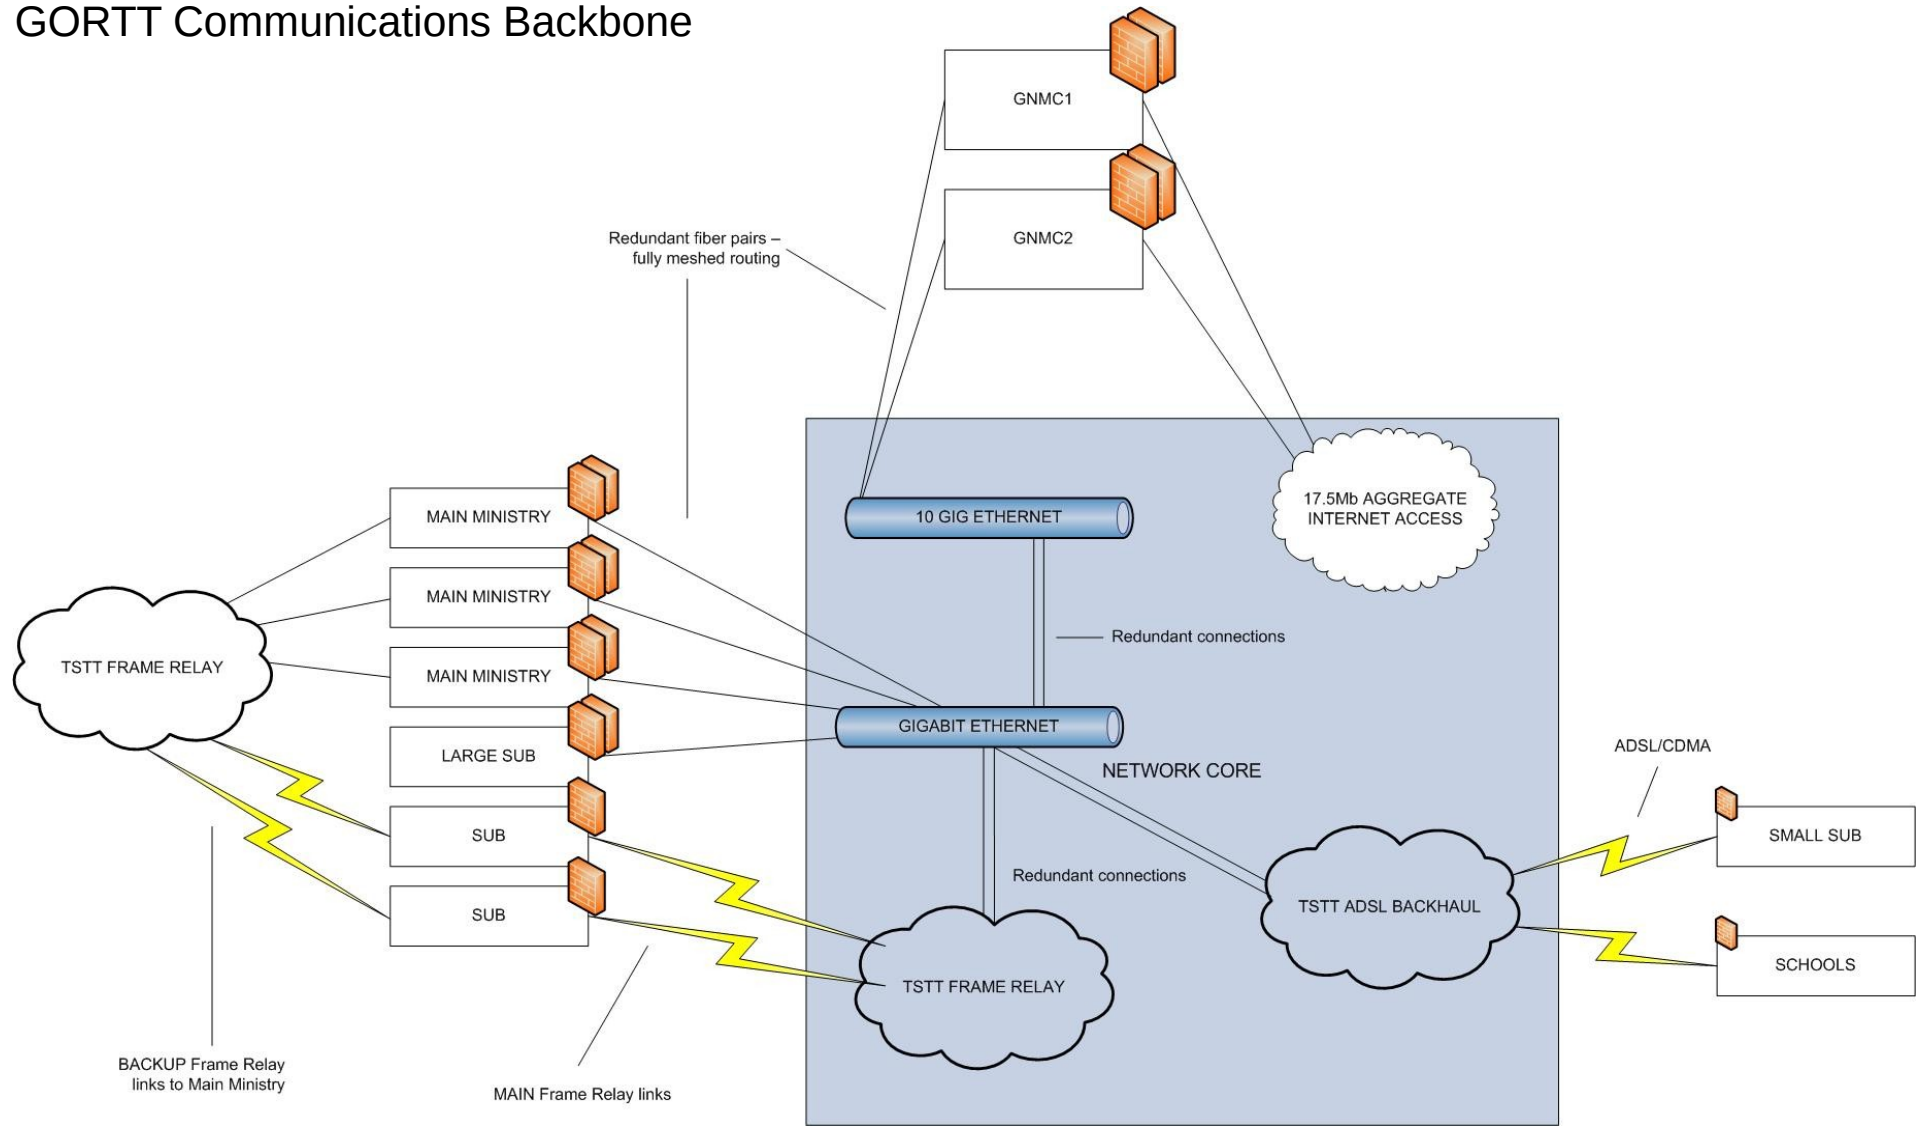 GORTT Communications Backbone
GNMC1
GNMC2
Redundant fiber pairs –
fully meshed routing
17.5Mb AGGREGATE
INTERNET ACCESS
10 GIG ETHERNET
MAIN MINISTRY
MAIN MINISTRY
MAIN MINISTRY
LARGE SUB
SUB
SUB
TSTT FRAME RELAY
Redundant connections
GIGABIT ETHERNET
NETWORK CORE
ADSL/CDMA
SMALL SUB
Redundant connections
TSTT ADSL BACKHAUL
SCHOOLS
TSTT FRAME RELAY
BACKUP Frame Relay
links to Main Ministry
MAIN Frame Relay links